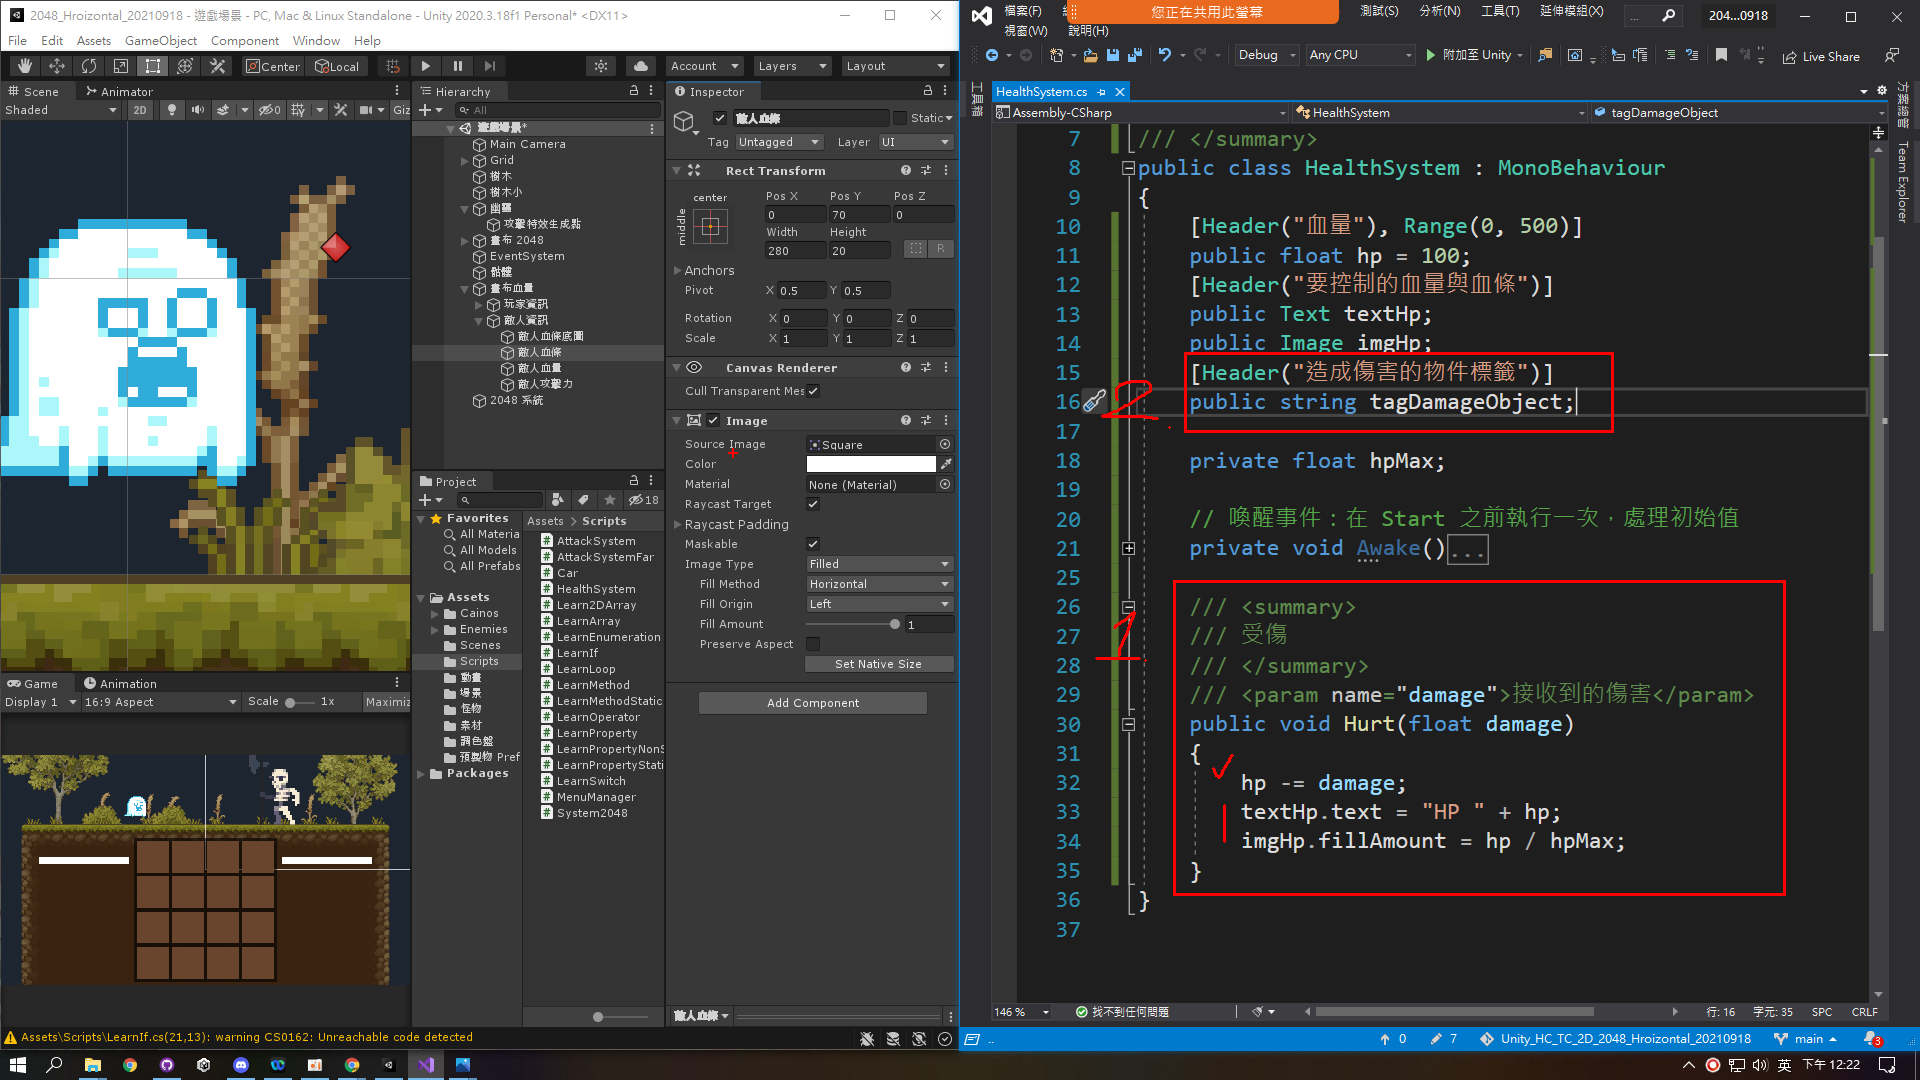 2048_Hroizontal_20210918 - 遊戲場景 - PC, Mac & Linux Standalone - Unity 2020.3.18f1 Personal* <DX11>
File Edit Assets GameObject Component Window Help
Center Local Account Layers Layout
Scene Animator
Shaded 2D 0 Giz
Hierarchy
All
遊戲場景*
Main Camera
Grid
樹木
樹木小
幽靈
攻擊特效生成點
畫布 2048
EventSystem
骷髏
畫布血量
玩家資訊
敵人資訊
敵人血條底圖
敵人血條
敵人血量
敵人攻擊力
2048 系統
Project
18
Favorites
All Materia
All Models
All Prefabs
Assets
Cainos
Enemies
Scenes
Scripts
動畫
場景
怪物
素材
調色盤
預製物 Pref
Packages
Assets > Scripts
AttackSystem
AttackSystemFar
Car
HealthSystem
Learn2DArray
LearnArray
LearnEnumeration
LearnIf
LearnLoop
LearnMethod
LearnMethodStatic
LearnOperator
LearnProperty
LearnPropertyNonS
LearnPropertyStati
LearnSwitch
MenuManager
System2048
Game Animation
Display 1 16:9 Aspect Scale 1x Maximiz
Inspector
敵人血條 Static
Tag Untagged Layer UI
Rect Transform
center
middle
Pos X Pos Y Pos Z
0 70 0
Width Height
280 20 R
Anchors
Pivot X 0.5 Y 0.5
Rotation X 0 Y 0 Z 0
Scale X 1 Y 1 Z 1
Canvas Renderer
Cull Transparent Mes
Image
Source Image Square
Color
Material None (Material)
Raycast Target
Raycast Padding
Maskable
Image Type Filled
Fill Method Horizontal
Fill Origin Left
Fill Amount 1
Preserve Aspect
Set Native Size
Add Component
敵人血條
Assets\Scripts\LearnIf.cs(21,13): warning CS0162: Unreachable code detected
檔案(F) 您正在共用此螢幕 測試(S) 分析(N) 工具(T) 延伸模組(X) ... 204...0918
視窗(W) 說明(H)
Debug Any CPU 附加至 Unity Live Share
工具箱
HealthSystem.cs
Assembly-CSharp HealthSystem tagDamageObject
方案總管
Team Explorer
7 /// </summary>
8 public class HealthSystem : MonoBehaviour
9 {
10 [Header("血量"), Range(0, 500)]
11 public float hp = 100;
12 [Header("要控制的血量與血條")]
13 public Text textHp;
14 public Image imgHp;
15 [Header("造成傷害的物件標籤")]
16 public string tagDamageObject;
17
18 private float hpMax;
19
20 // 喚醒事件：在 Start 之前執行一次，處理初始值
21 private void Awake()...
25
26 /// <summary>
27 /// 受傷
28 /// </summary>
29 /// <param name="damage">接收到的傷害</param>
30 public void Hurt(float damage)
31 {
32 hp -= damage;
33 textHp.text = "HP " + hp;
34 imgHp.fillAmount = hp / hpMax;
35 }
36 }
37
2
1
146 % 找不到任何問題 行: 16 字元: 35 SPC CRLF
0 7 Unity_HC_TC_2D_2048_Hroizontal_20210918 main 3
英 下午 12:22